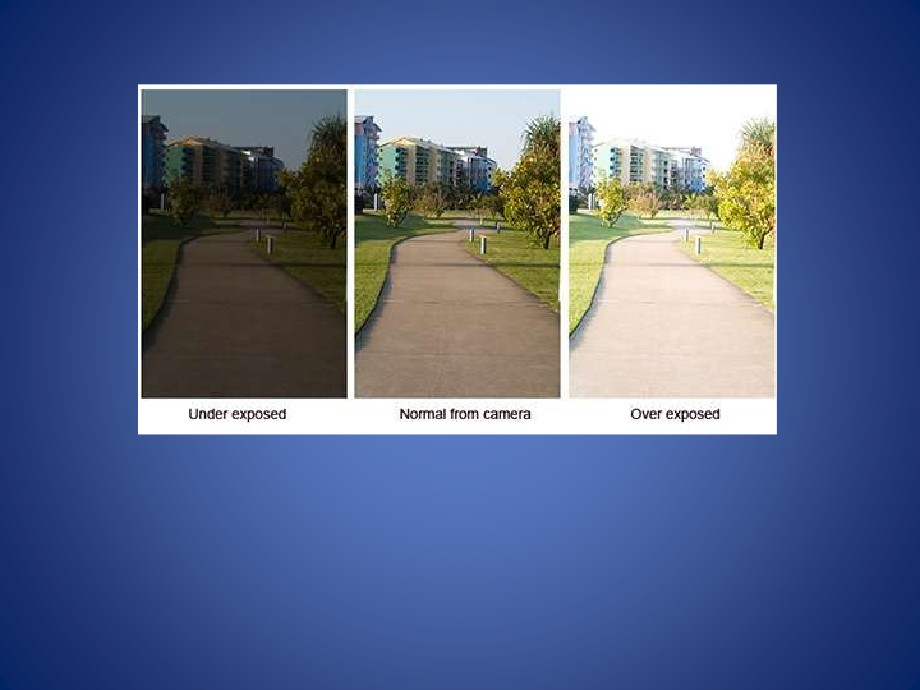 Under exposed
Normal from camera
Over exposed